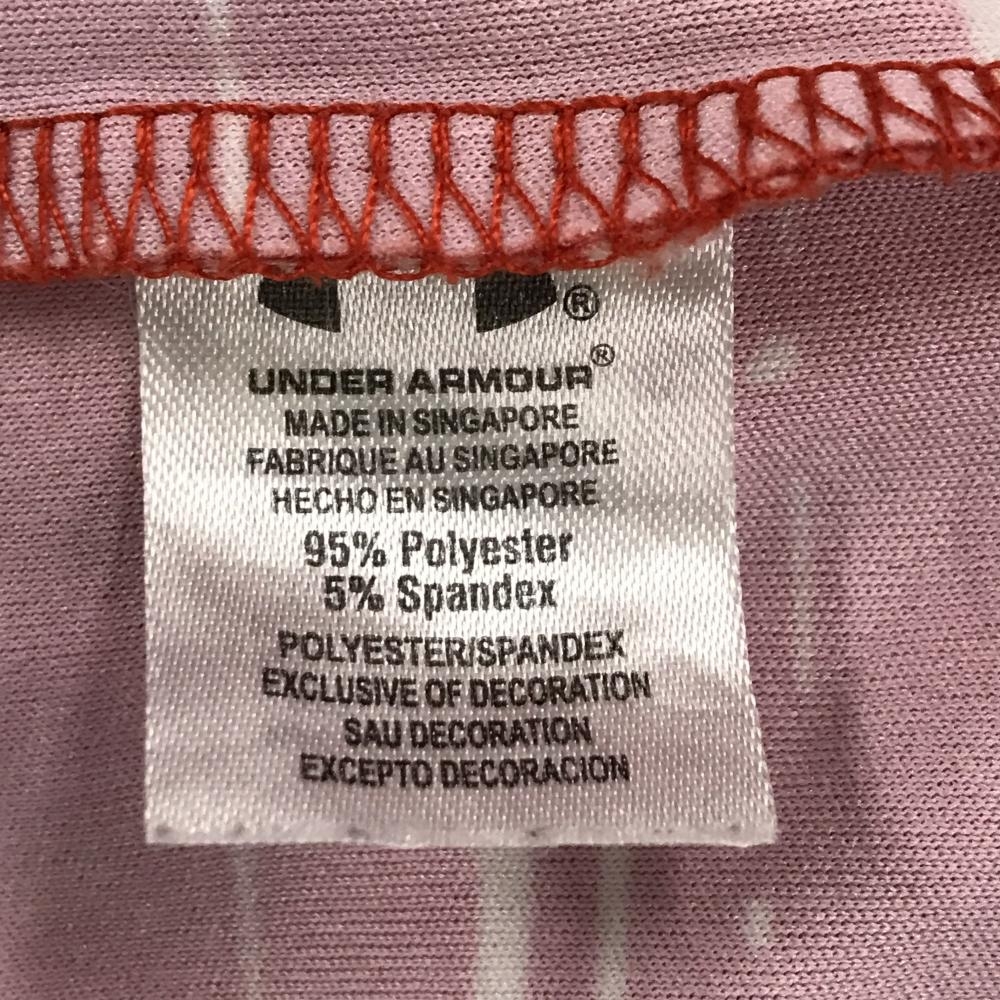 ®
UNDER ARMOUR®
MADE IN SINGAPORE
FABRIQUE AU SINGAPORE
HECHO EN SINGAPORE
95% Polyester
5% Spandex
POLYESTER/SPANDEX
EXCLUSIVE OF DECORATION
SAU DECORATION
EXCEPTO DECORACION